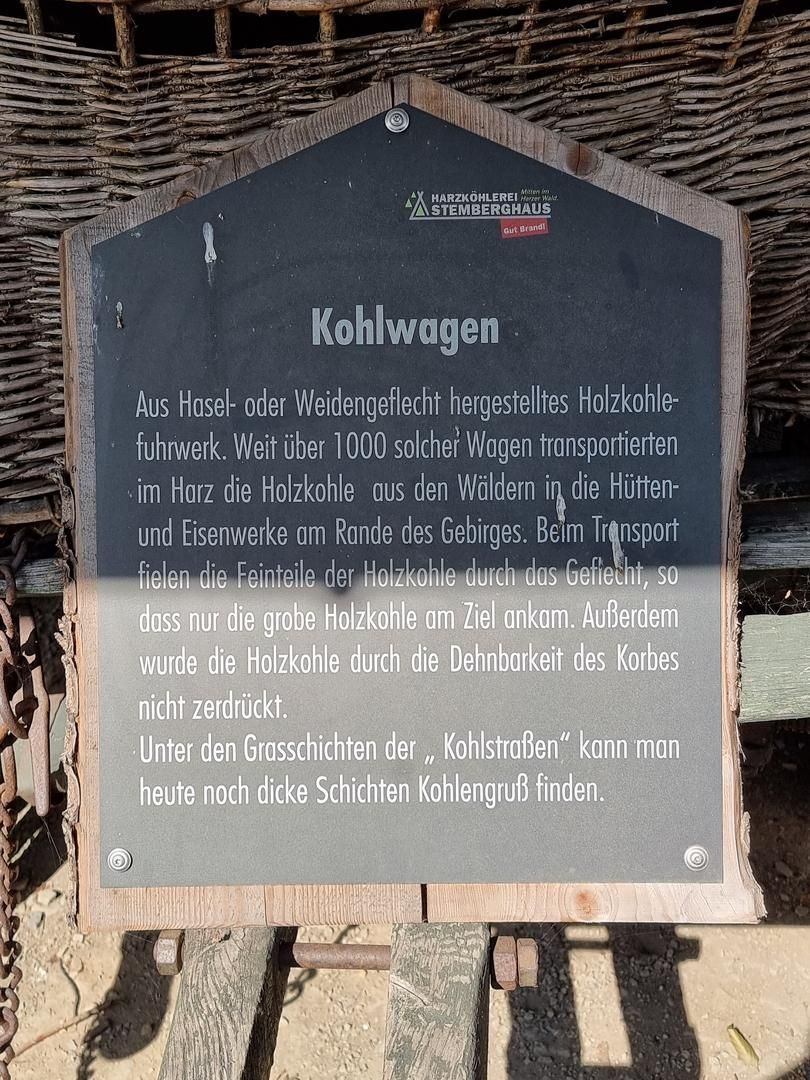 HARZKÖHLEREI
Mitten im
Harzer Wald.
STEMBERGHAUS
Gut Brand!
Kohlwagen
Aus Hasel- oder Weidengeflecht hergestelltes Holzkohle-
fuhrwerk. Weit über 1000 solcher Wagen transportierten
im Harz die Holzkohle aus den Wäldern in die Hütten-
und Eisenwerke am Rande des Gebirges. Beim Transport
fielen die Feinteile der Holzkohle durch das Geflecht, so
dass nur die grobe Holzkohle am Ziel ankam. Außerdem
wurde die Holzkohle durch die Dehnbarkeit des Korbes
nicht zerdrückt.
Unter den Grasschichten der „ Kohlstraßen“ kann man
heute noch dicke Schichten Kohlengruß finden.